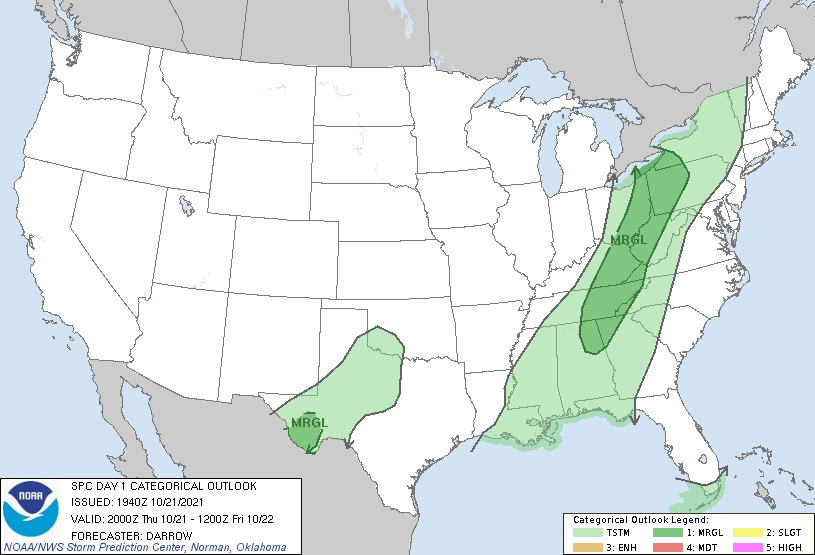 MRGL
MRGL
NOAA
SPC DAY 1 CATEGORICAL OUTLOOK
ISSUED: 1940Z 10/21/2021
VALID: 2000Z Thu 10/21 - 1200Z Fri 10/22
FORECASTER: DARROW
NOAA/NWS Storm Prediction Center, Norman, Oklahoma
Categorical Outlook Legend:
TSTM 1: MRGL 2: SLGT
3: ENH 4: MDT 5: HIGH